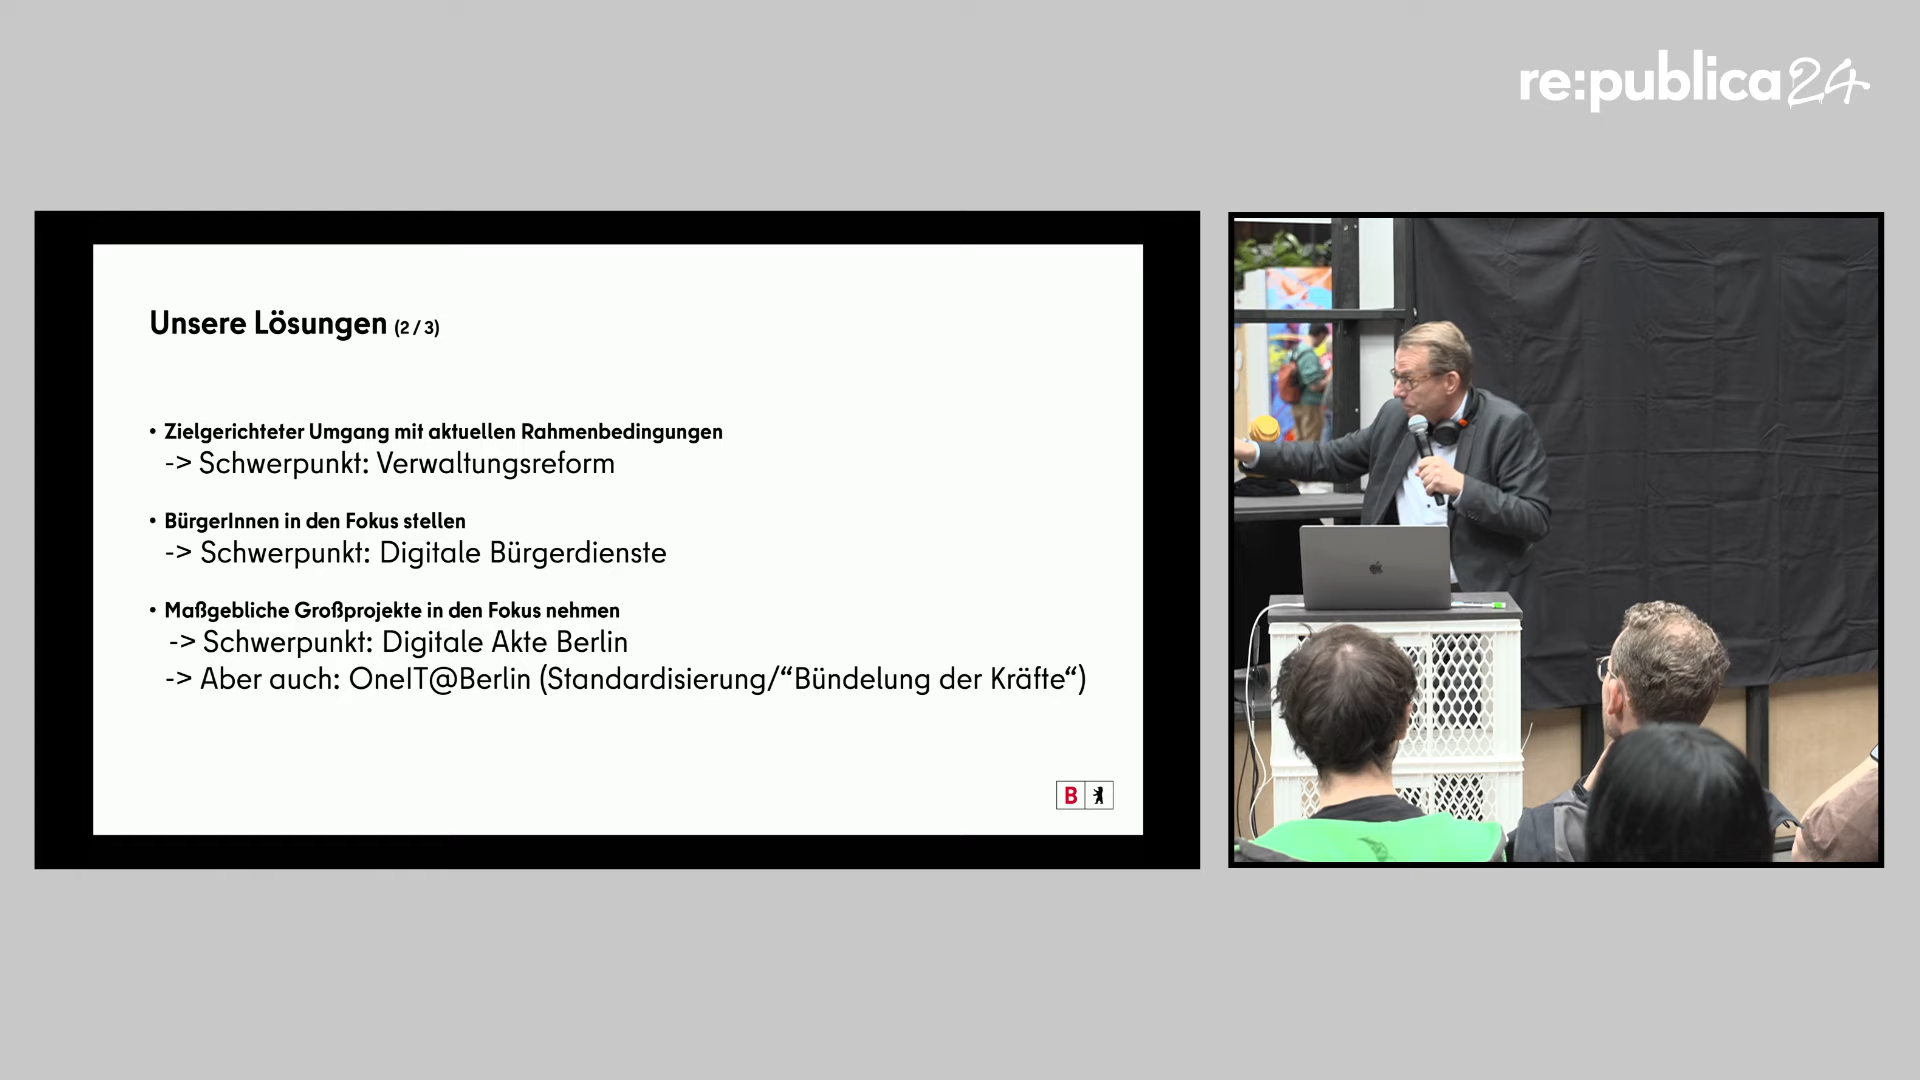 re:publica 24
Unsere Lösungen (2 / 3)
• Zielgerichteter Umgang mit aktuellen Rahmenbedingungen
-> Schwerpunkt: Verwaltungsreform
• BürgerInnen in den Fokus stellen
-> Schwerpunkt: Digitale Bürgerdienste
• Maßgebliche Großprojekte in den Fokus nehmen
-> Schwerpunkt: Digitale Akte Berlin
-> Aber auch: OneIT@Berlin (Standardisierung/“Bündelung der Kräfte“)
B